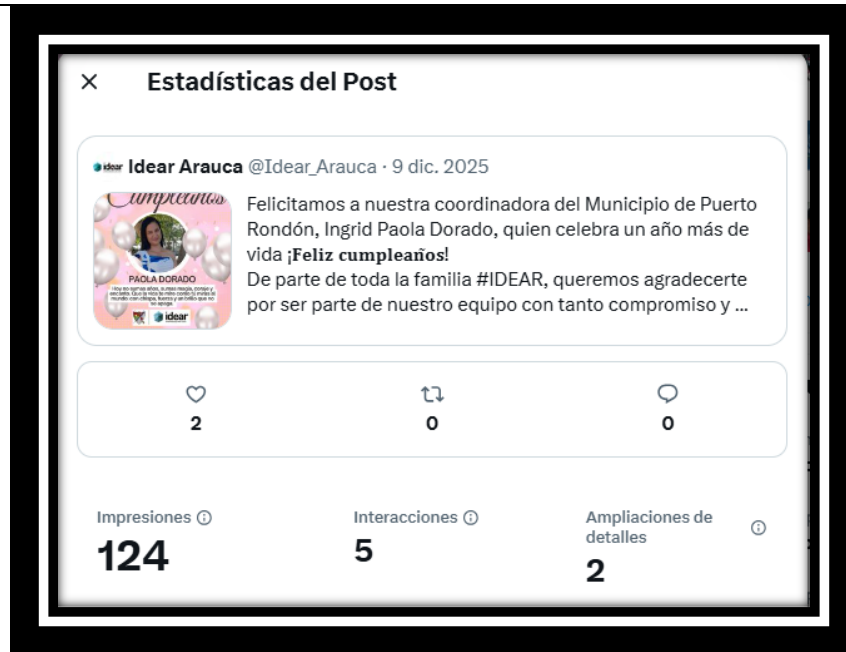 Estadísticas del Post
idear Idear Arauca @Idear_Arauca · 9 dic. 2025
Cumpleaños
PAOLA DORADO
idear
Felicitamos a nuestra coordinadora del Municipio de Puerto
Rondón, Ingrid Paola Dorado, quien celebra un año más de
vida ¡Feliz cumpleaños!
De parte de toda la familia #IDEAR, queremos agradecerte
por ser parte de nuestro equipo con tanto compromiso y ...
2
0
0
Impresiones
Interacciones
Ampliaciones de
detalles
124
5
2